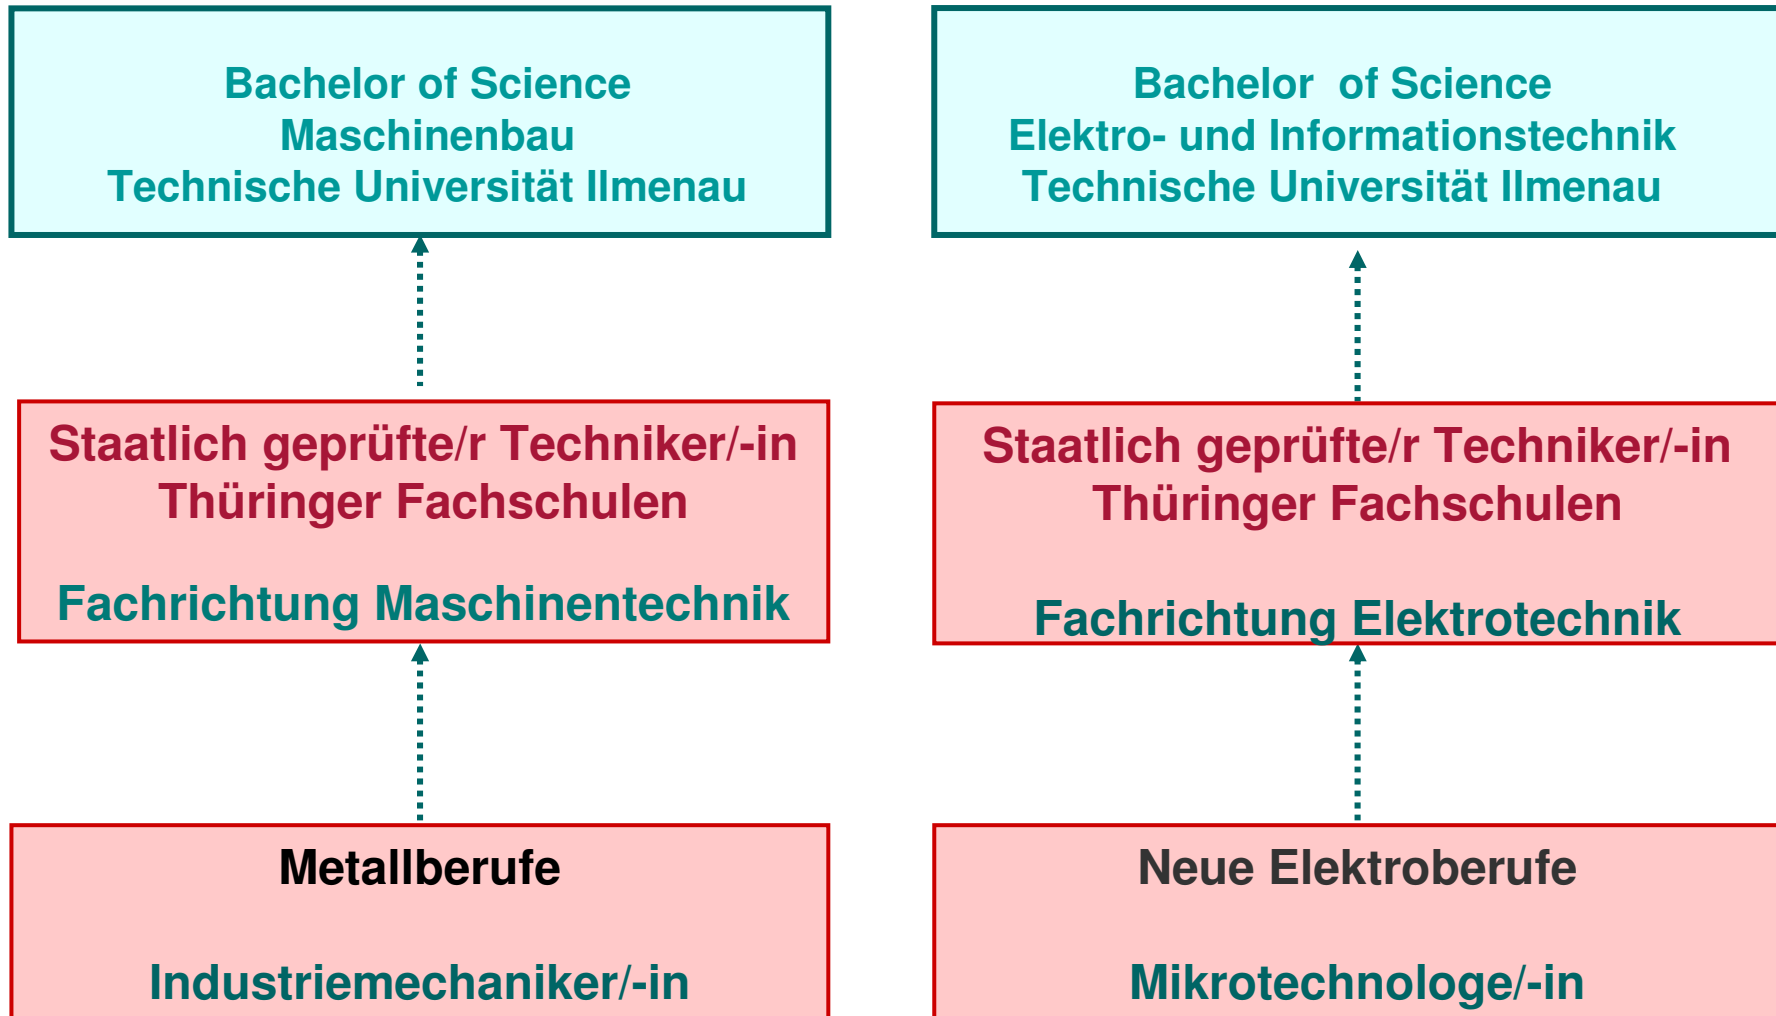 Bachelor of Science
Maschinenbau
Technische Universität Ilmenau
Bachelor of Science
Elektro- und Informationstechnik
Technische Universität Ilmenau
Staatlich geprüfte/r Techniker/-in
Thüringer Fachschulen
Fachrichtung Maschinentechnik
Staatlich geprüfte/r Techniker/-in
Thüringer Fachschulen
Fachrichtung Elektrotechnik
Metallberufe
Industriemechaniker/-in
Neue Elektroberufe
Mikrotechnologe/-in